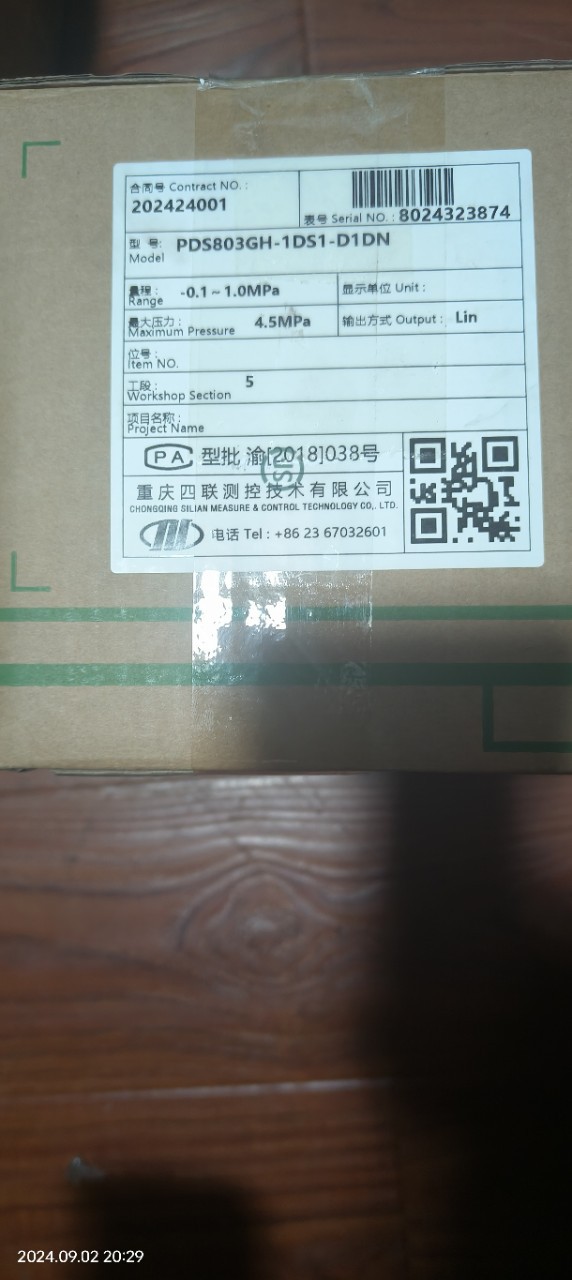 合同号 Contract NO. :
202424001
表号 Serial NO. : 8024323874
型 号: PDS803GH-1DS1-D1DN
Model
量程: -0.1 ~ 1.0MPa
Range
显示单位 Unit :
最大压力: 4.5MPa
Maximum Pressure
输出方式 Output : Lin
位号:
Item NO.
工段: 5
Workshop Section
项目名称:
Project Name
PA 型批 渝[2018]038号
重庆四联测控技术有限公司
CHONGQING SILIAN MEASURE & CONTROL TECHNOLOGY CO,. LTD.
电话 Tel : +86 23 67032601
2024.09.02 20:29